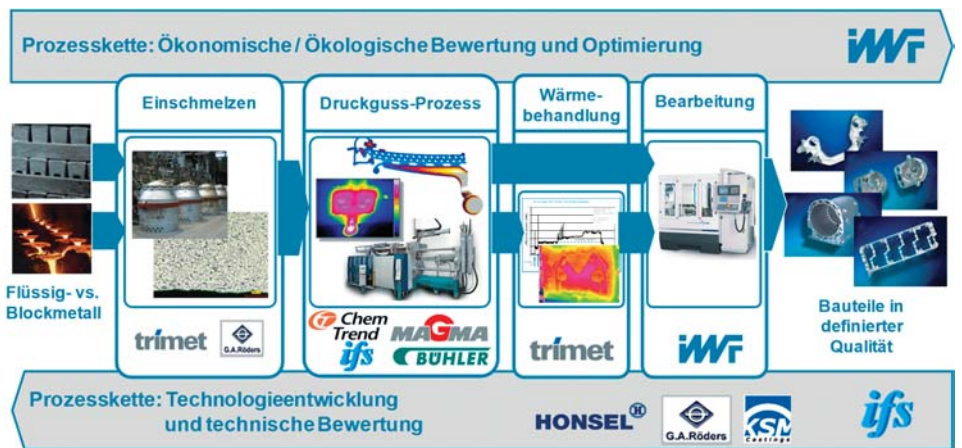 Prozesskette: Ökonomische / Ökologische Bewertung und Optimierung
iWF
Einschmelzen
Druckguss-Prozess
Wärme-
behandlung
Bearbeitung
Flüssig- vs.
Blockmetall
trimet
G.A.Röders
Chem
Trend
MAGMA
ifs
BÜHLER
trimet
iWF
Bauteile in
definierter
Qualität
Prozesskette: Technologieentwicklung
und technische Bewertung
HONSEL
G.A.Röders
KSM
Castings
ifs